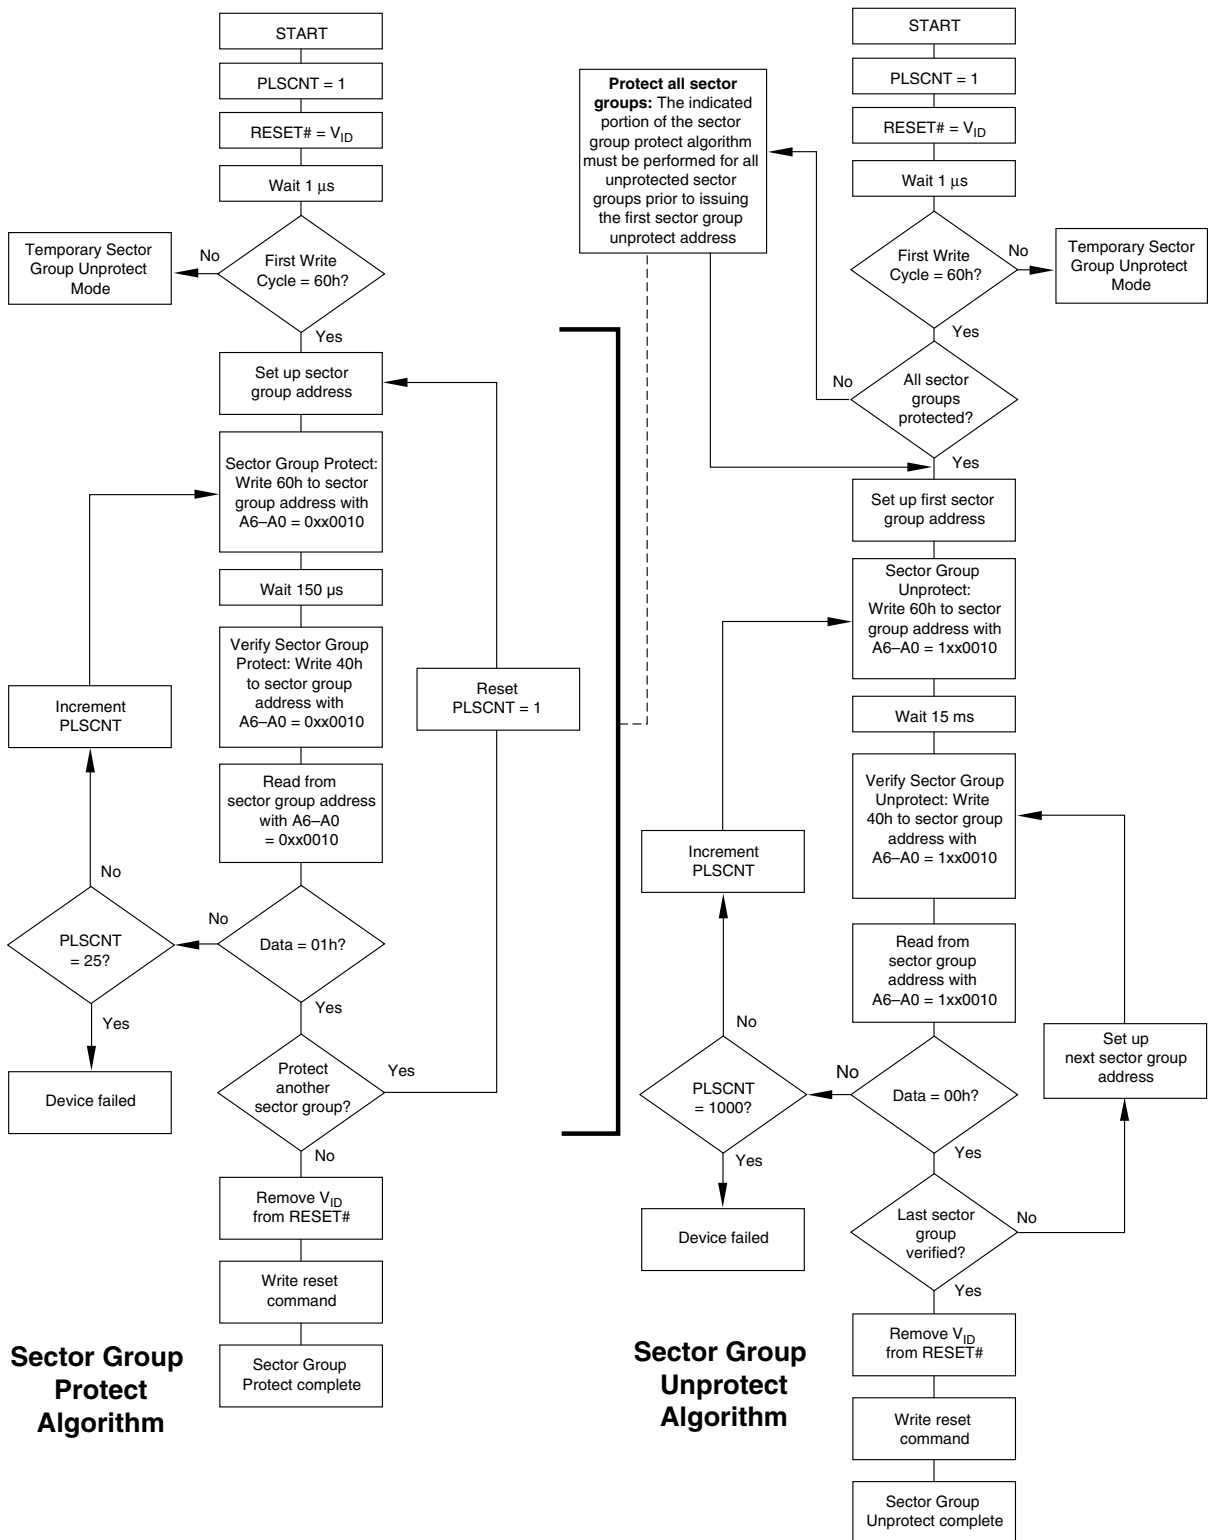 START
PLSCNT = 1
RESET# = VID
Wait 1 μs
First Write
Cycle = 60h?
No
Temporary Sector
Group Unprotect
Mode
Yes
Set up sector
group address
Sector Group Protect:
Write 60h to sector
group address with
A6–A0 = 0xx0010
Wait 150 µs
Verify Sector Group
Protect: Write 40h
to sector group
address with
A6–A0 = 0xx0010
Read from
sector group address
with A6–A0
= 0xx0010
Data = 01h?
No
PLSCNT
= 25?
No
Increment
PLSCNT
Yes
Device failed
Yes
Protect
another
sector group?
Yes
Reset
PLSCNT = 1
No
Remove VID
from RESET#
Write reset
command
Sector Group
Protect complete
Sector Group
Protect
Algorithm
Protect all sector
groups: The indicated
portion of the sector
group protect algorithm
must be performed for all
unprotected sector
groups prior to issuing
the first sector group
unprotect address
START
PLSCNT = 1
RESET# = VID
Wait 1 μs
First Write
Cycle = 60h?
No
Temporary Sector
Group Unprotect
Mode
Yes
All sector
groups
protected?
No
Yes
Set up first sector
group address
Sector Group
Unprotect:
Write 60h to sector
group address with
A6–A0 = 1xx0010
Wait 15 ms
Verify Sector Group
Unprotect: Write
40h to sector group
address with
A6–A0 = 1xx0010
Read from
sector group
address with
A6–A0 = 1xx0010
Data = 00h?
No
PLSCNT
= 1000?
No
Increment
PLSCNT
Yes
Device failed
Yes
Last sector
group
verified?
No
Set up
next sector group
address
Yes
Remove VID
from RESET#
Write reset
command
Sector Group
Unprotect complete
Sector Group
Unprotect
Algorithm